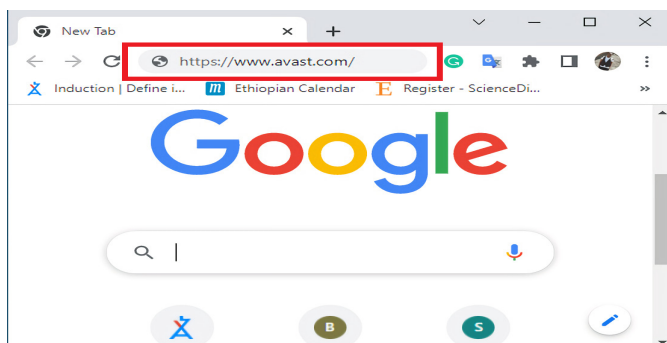 New Tab
https://www.avast.com/
Induction | Define i... m Ethiopian Calendar E Register - ScienceDi...
Google
B S